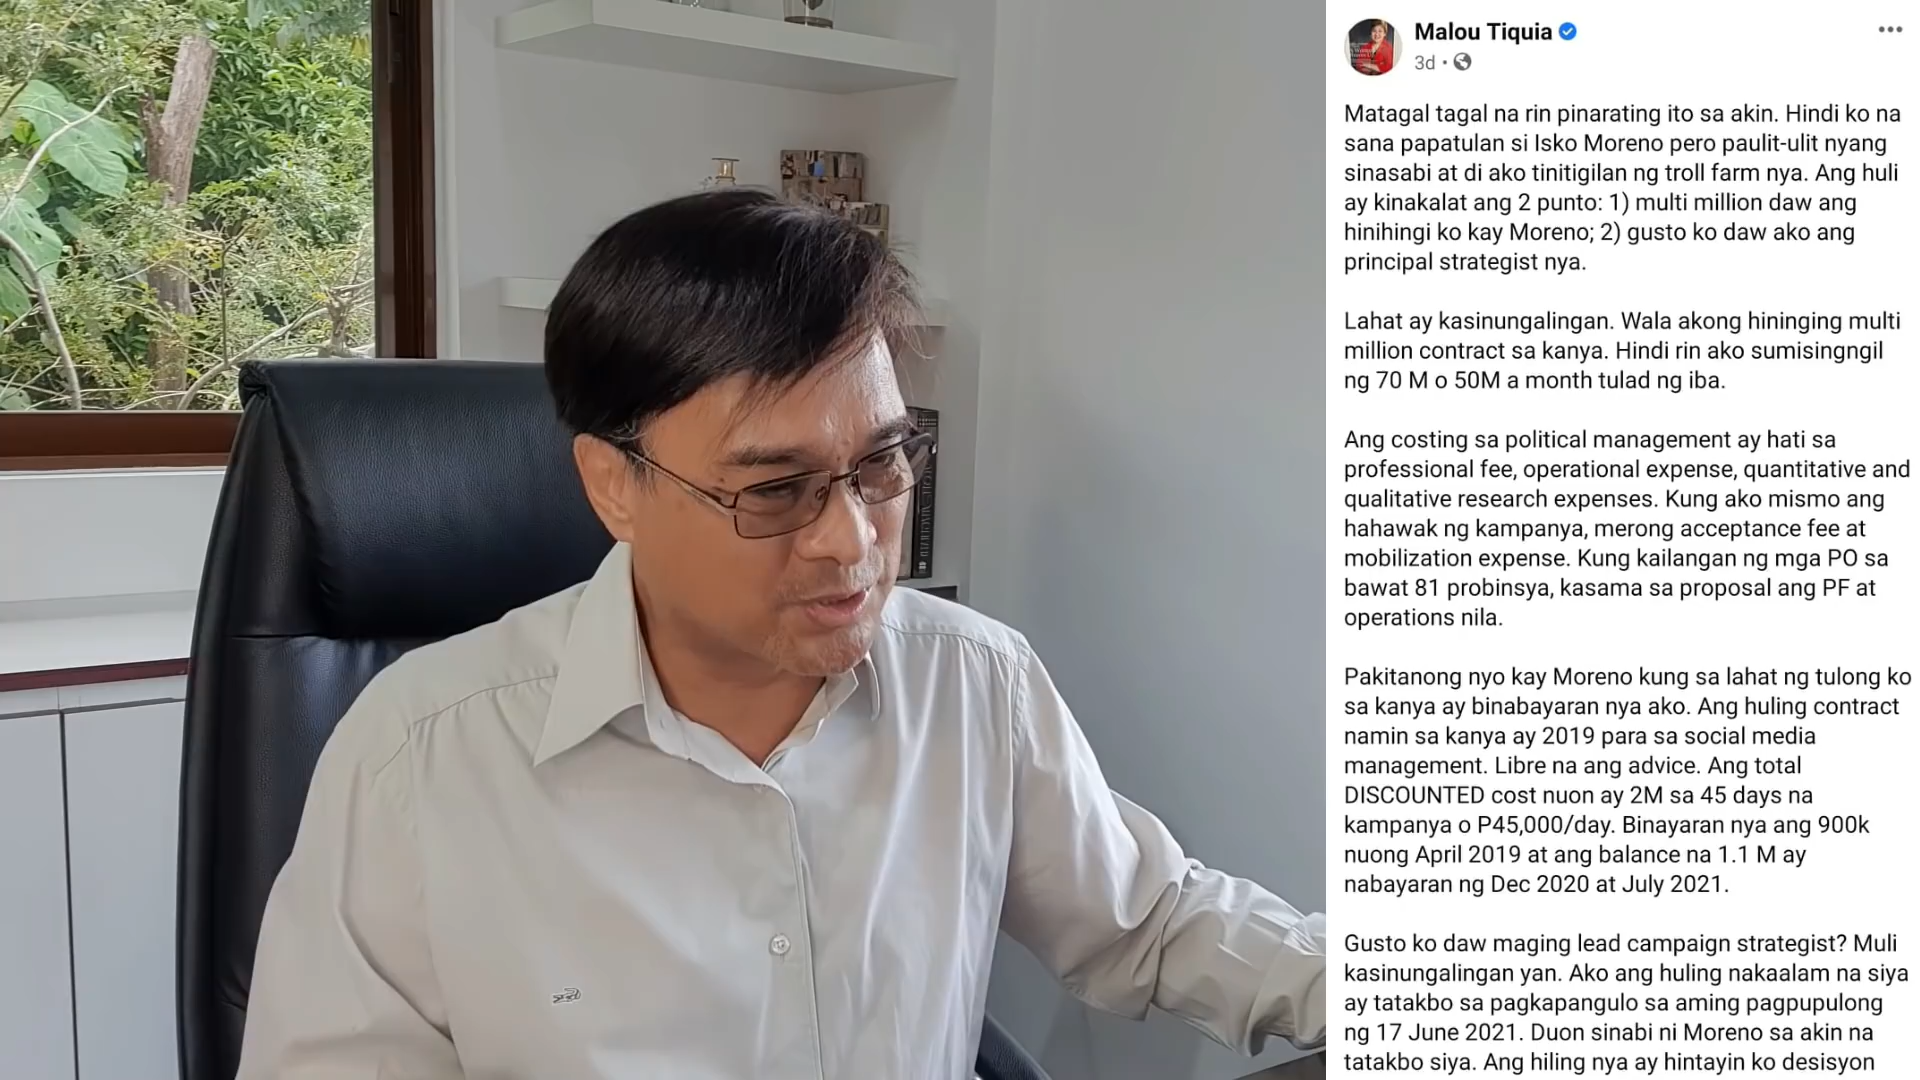 Malou Tiquia
3d
Matagal tagal na rin pinarating ito sa akin. Hindi ko na
sana papatulan si Isko Moreno pero paulit-ulit nyang
sinasabi at di ako tinitigilan ng troll farm nya. Ang huli
ay kinakalat ang 2 punto: 1) multi million daw ang
hinihingi ko kay Moreno; 2) gusto ko daw ako ang
principal strategist nya.
Lahat ay kasinungalingan. Wala akong hininging multi
million contract sa kanya. Hindi rin ako sumisingngil
ng 70 M o 50M a month tulad ng iba.
Ang costing sa political management ay hati sa
professional fee, operational expense, quantitative and
qualitative research expenses. Kung ako mismo ang
hahawak ng kampanya, merong acceptance fee at
mobilization expense. Kung kailangan ng mga PO sa
bawat 81 probinsya, kasama sa proposal ang PF at
operations nila.
Pakitanong nyo kay Moreno kung sa lahat ng tulong ko
sa kanya ay binabayaran nya ako. Ang huling contract
namin sa kanya ay 2019 para sa social media
management. Libre na ang advice. Ang total
DISCOUNTED cost nuon ay 2M sa 45 days na
kampanya o P45,000/day. Binayaran nya ang 900k
nuong April 2019 at ang balance na 1.1 M ay
nabayaran ng Dec 2020 at July 2021.
Gusto ko daw maging lead campaign strategist? Muli
kasinungalingan yan. Ako ang huling nakaalam na siya
ay tatakbo sa pagkapangulo sa aming pagpupulong
ng 17 June 2021. Duon sinabi ni Moreno sa akin na
tatakbo siya. Ang hiling nya ay hintayin ko desisyon